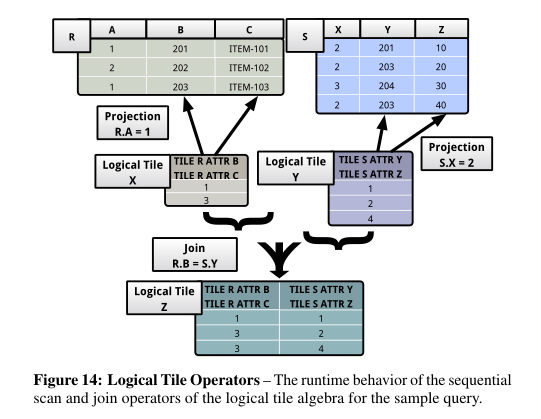 R
A B C
1 201 ITEM-101
2 202 ITEM-102
1 203 ITEM-103
S
X Y Z
2 201 10
2 203 20
3 204 30
2 203 40
Projection
R.A = 1
Projection
S.X = 2
Logical Tile
X
TILE R ATTR B
TILE R ATTR C
1
3
Logical Tile
Y
TILE S ATTR Y
TILE S ATTR Z
1
2
4
Join
R.B = S.Y
Logical Tile
Z
TILE R ATTR B TILE S ATTR Y
TILE R ATTR C TILE S ATTR Z
1 1
3 2
3 4
Figure 14: Logical Tile Operators – The runtime behavior of the sequential
scan and join operators of the logical tile algebra for the sample query.